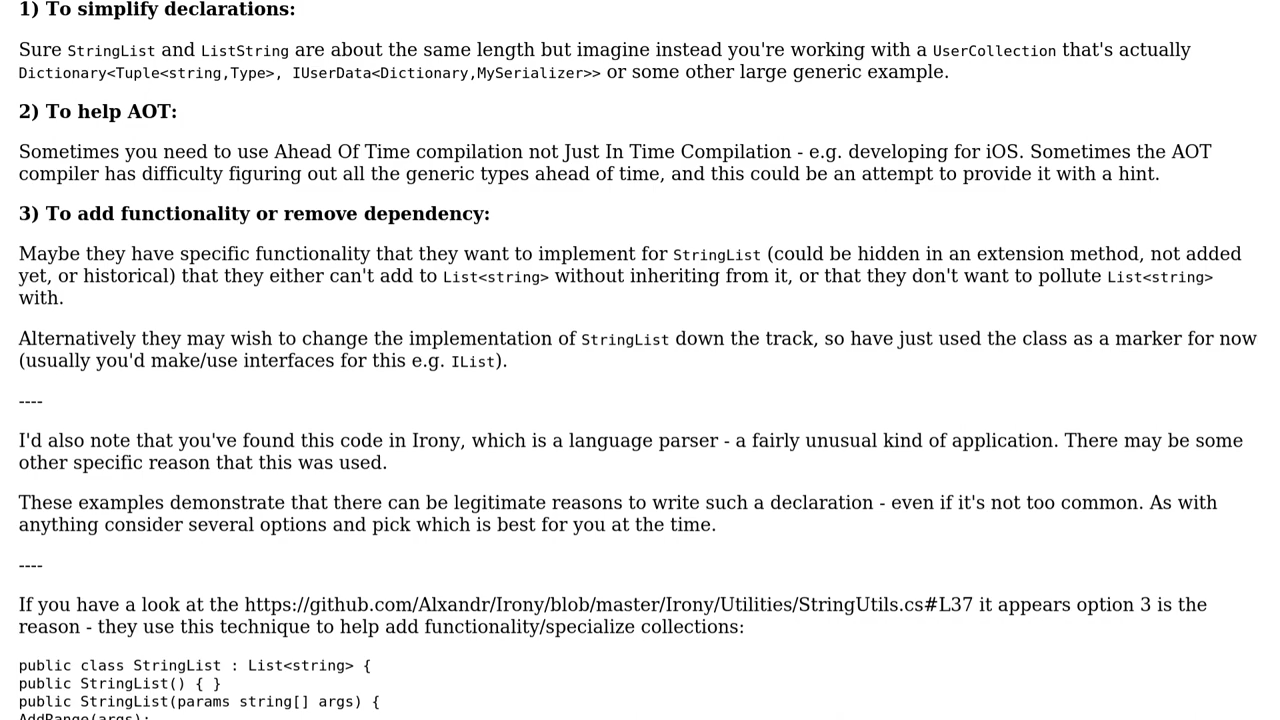 1) To simplify declarations:
Sure StringList and ListString are about the same length but imagine instead you're working with a UserCollection that's actually
Dictionary<Tuple<string,Type>, IUserData<Dictionary,MySerializer>> or some other large generic example.
2) To help AOT:
Sometimes you need to use Ahead Of Time compilation not Just In Time Compilation - e.g. developing for iOS. Sometimes the AOT
compiler has difficulty figuring out all the generic types ahead of time, and this could be an attempt to provide it with a hint.
3) To add functionality or remove dependency:
Maybe they have specific functionality that they want to implement for StringList (could be hidden in an extension method, not added
yet, or historical) that they either can't add to List<string> without inheriting from it, or that they don't want to pollute List<string>
with.
Alternatively they may wish to change the implementation of StringList down the track, so have just used the class as a marker for now
(usually you'd make/use interfaces for this e.g. IList).
----
I'd also note that you've found this code in Irony, which is a language parser - a fairly unusual kind of application. There may be some
other specific reason that this was used.
These examples demonstrate that there can be legitimate reasons to write such a declaration - even if it's not too common. As with
anything consider several options and pick which is best for you at the time.
----
If you have a look at the https://github.com/Alxandr/Irony/blob/master/Irony/Utilities/StringUtils.cs#L37 it appears option 3 is the
reason - they use this technique to help add functionality/specialize collections:
public class StringList : List<string> {
public StringList() { }
public StringList(params string[] args) {
AddRange(args);